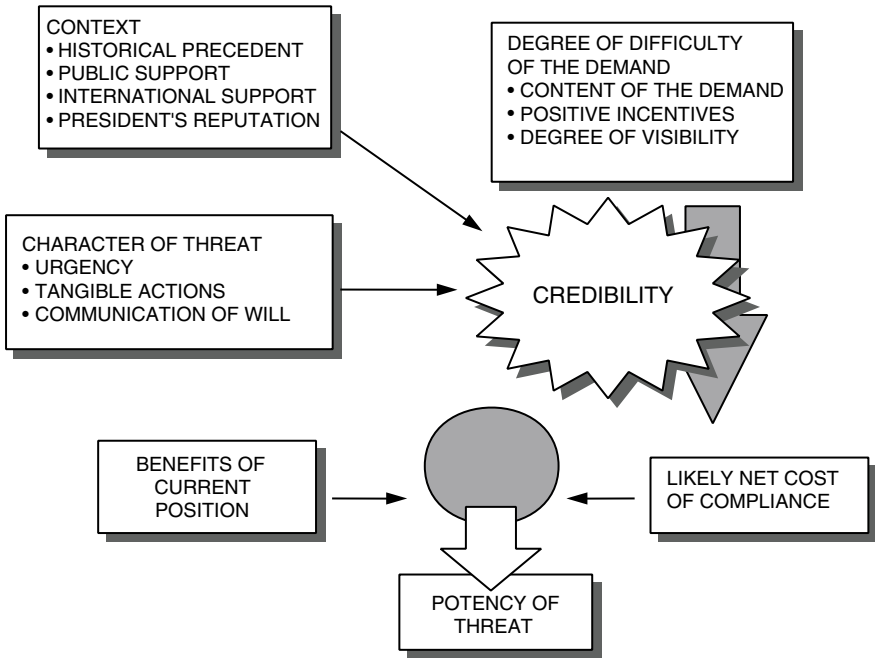 CONTEXT
• HISTORICAL PRECEDENT
• PUBLIC SUPPORT
• INTERNATIONAL SUPPORT
• PRESIDENT'S REPUTATION
DEGREE OF DIFFICULTY
OF THE DEMAND
• CONTENT OF THE DEMAND
• POSITIVE INCENTIVES
• DEGREE OF VISIBILITY
CHARACTER OF THREAT
• URGENCY
• TANGIBLE ACTIONS
• COMMUNICATION OF WILL
CREDIBILITY
BENEFITS OF
CURRENT
POSITION
LIKELY NET COST
OF COMPLIANCE
POTENCY OF
THREAT